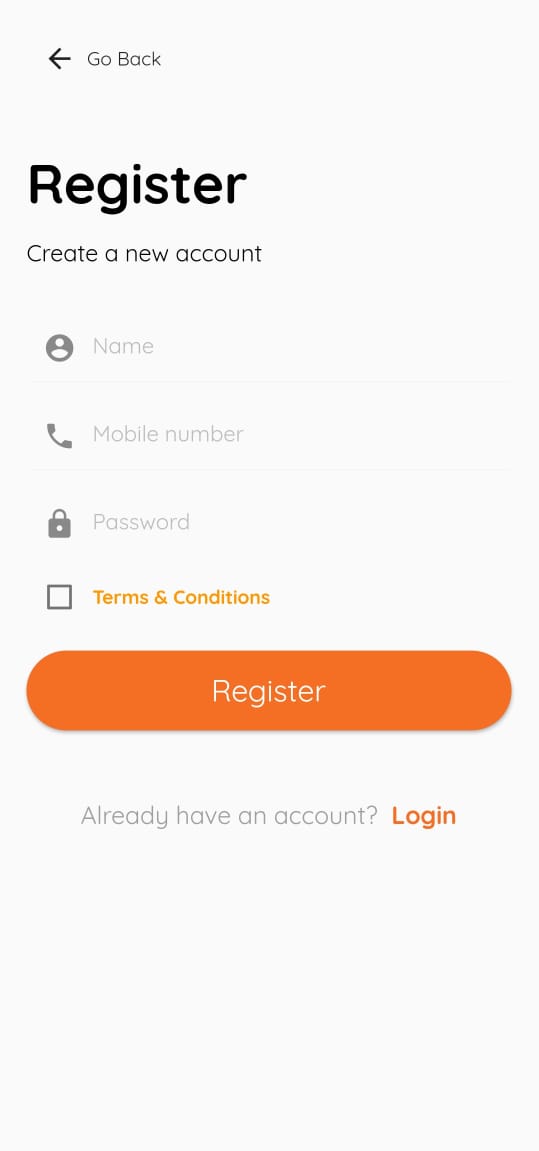 Go Back
Register
Create a new account
Name
Mobile number
Password
Terms & Conditions
Register
Already have an account? Login